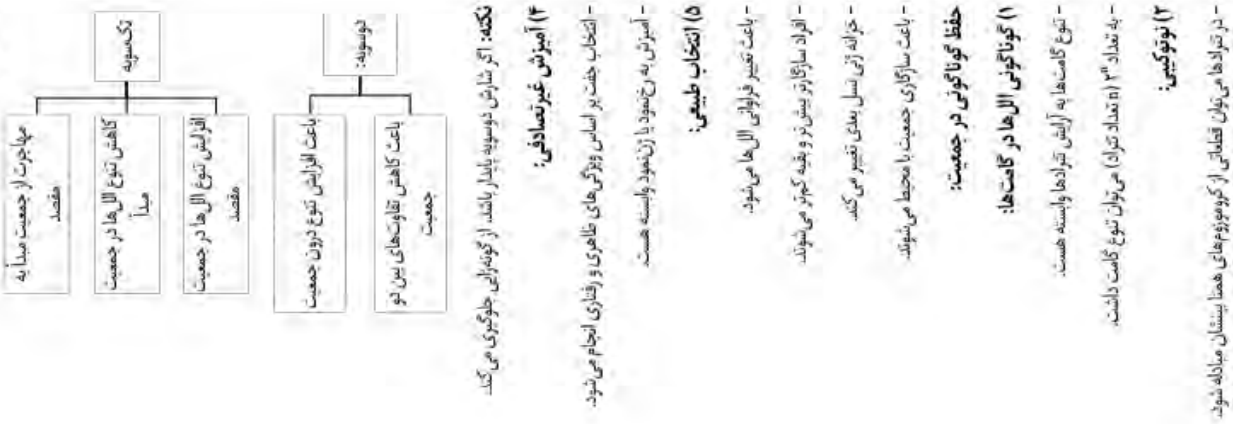 یکسویه
مهاجرت از جمعیت مبدأ به
مقصد
کاهش تنوع الل‌ها در جمعیت
مبدأ
افزایش تنوع الل‌ها در جمعیت
مقصد
دوسویه:
باعث افزایش تنوع درون جمعیت
باعث کاهش تفاوت‌های بین دو
جمعیت
نکته: اگر شارش دوسویه پایدار باشد، از گونه‌زایی جلوگیری می‌کند.
۴) آمیزش غیرتصادفی:
- انتخاب جفت بر اساس ویژگی‌های ظاهری و رفتاری انجام می‌شود.
- آمیزش به رخ‌نمود یا ژن‌نمود وابسته هست.
۵) انتخاب طبیعی:
- باعث تغییر فراوانی الل‌ها می‌شود.
- افراد سازگارتر بیش‌تر و بقیه کم‌تر می‌شوند.
- خزانه ژنی نسل بعدی تغییر می‌کند.
- باعث سازگاری جمعیت با محیط می‌شوند.
حفظ گوناگونی در جمعیت:
۱) گوناگونی الل‌ها در گامت‌ها:
- تنوع گامت‌ها به آرایش تترادها وابسته هست.
- به تعداد ۲ⁿ (n تعداد تتراد) می‌توان تنوع گامت داشت.
۲) نوترکیبی:
- در تترادها می‌توان قطعاتی از کروموزوم‌های همتا بینشان مبادله شود.